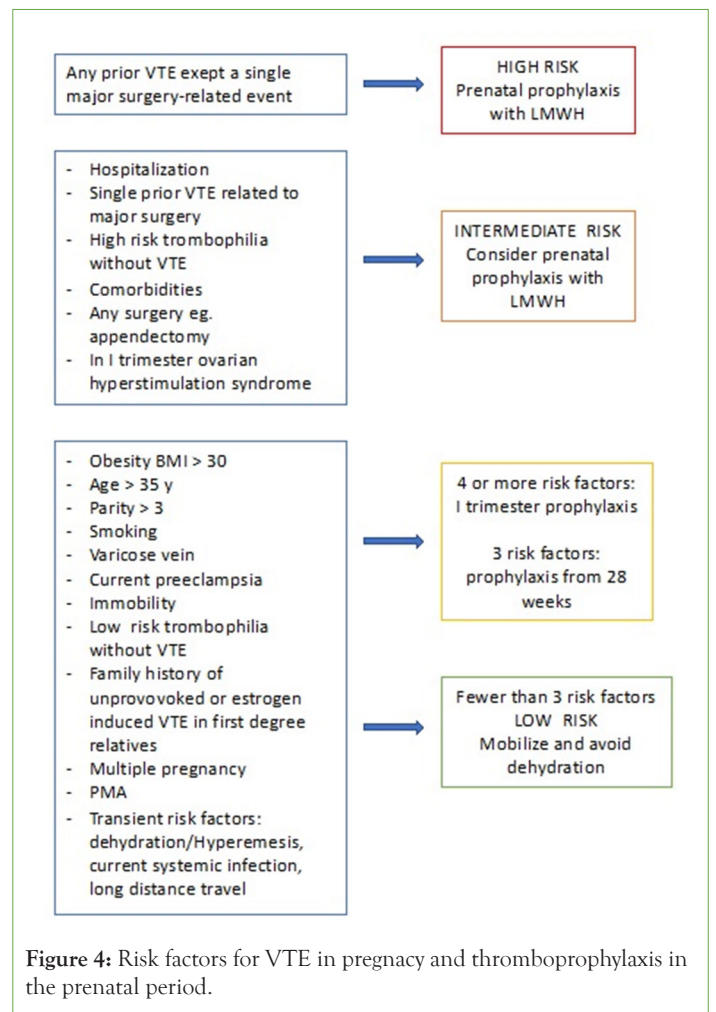 Any prior VTE exept a single
major surgery-related event
HIGH RISK
Prenatal prophylaxis
with LMWH
- Hospitalization
- Single prior VTE related to
major surgery
- High risk trombophilia
without VTE
- Comorbidities
- Any surgery eg.
appendectomy
- In I trimester ovarian
hyperstimulation syndrome
INTERMEDIATE RISK
Consider prenatal
prophylaxis with
LMWH
- Obesity BMI > 30
- Age > 35 y
- Parity > 3
- Smoking
- Varicose vein
- Current preeclampsia
- Immobility
- Low risk trombophilia
without VTE
- Family history of
unprovovoked or estrogen
induced VTE in first degree
relatives
- Multiple pregnancy
- PMA
- Transient risk factors:
dehydration/Hyperemesis,
current systemic infection,
long distance travel
4 or more risk factors:
I trimester prophylaxis
3 risk factors:
prophylaxis from 28
weeks
Fewer than 3 risk factors
LOW RISK
Mobilize and avoid
dehydration
Figure 4: Risk factors for VTE in pregnacy and thromboprophylaxis in
the prenatal period.